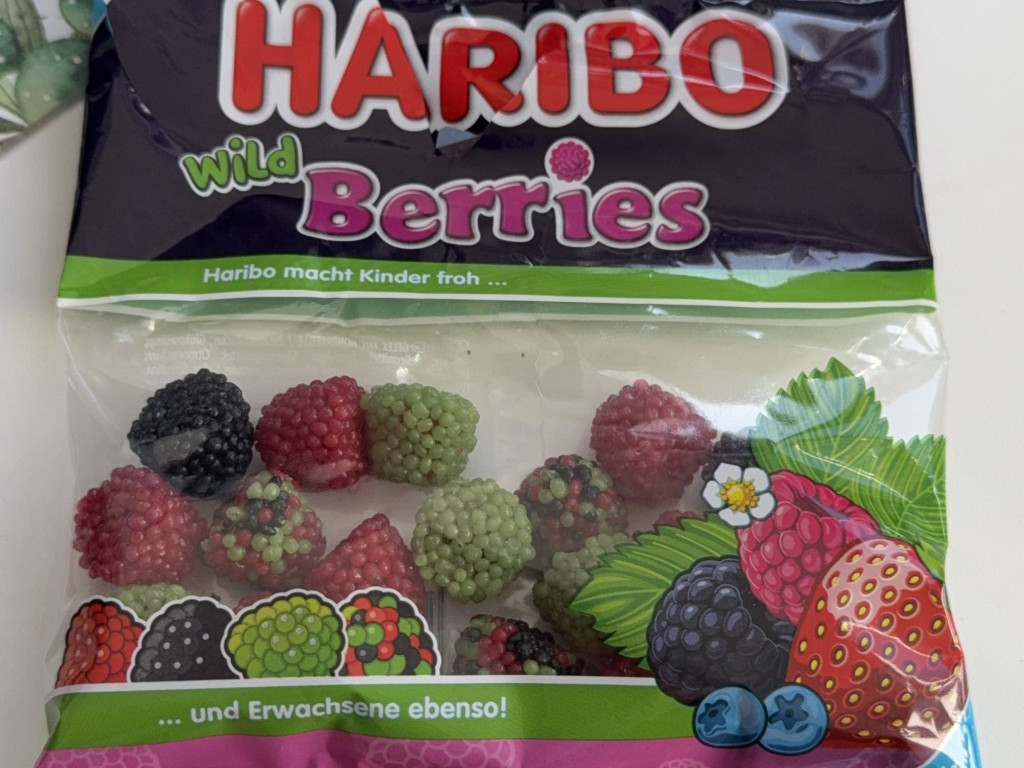 HARIBO
wild
Berries
Haribo macht Kinder froh ...
... und Erwachsene ebenso!